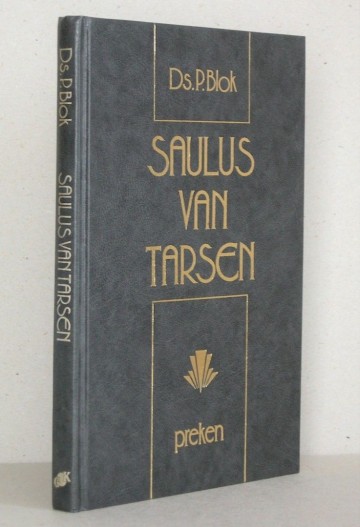 Ds. P. Blok
SAULUS VAN TARSEN
Ds. P. Blok
SAULUS
VAN
TARSEN
preken